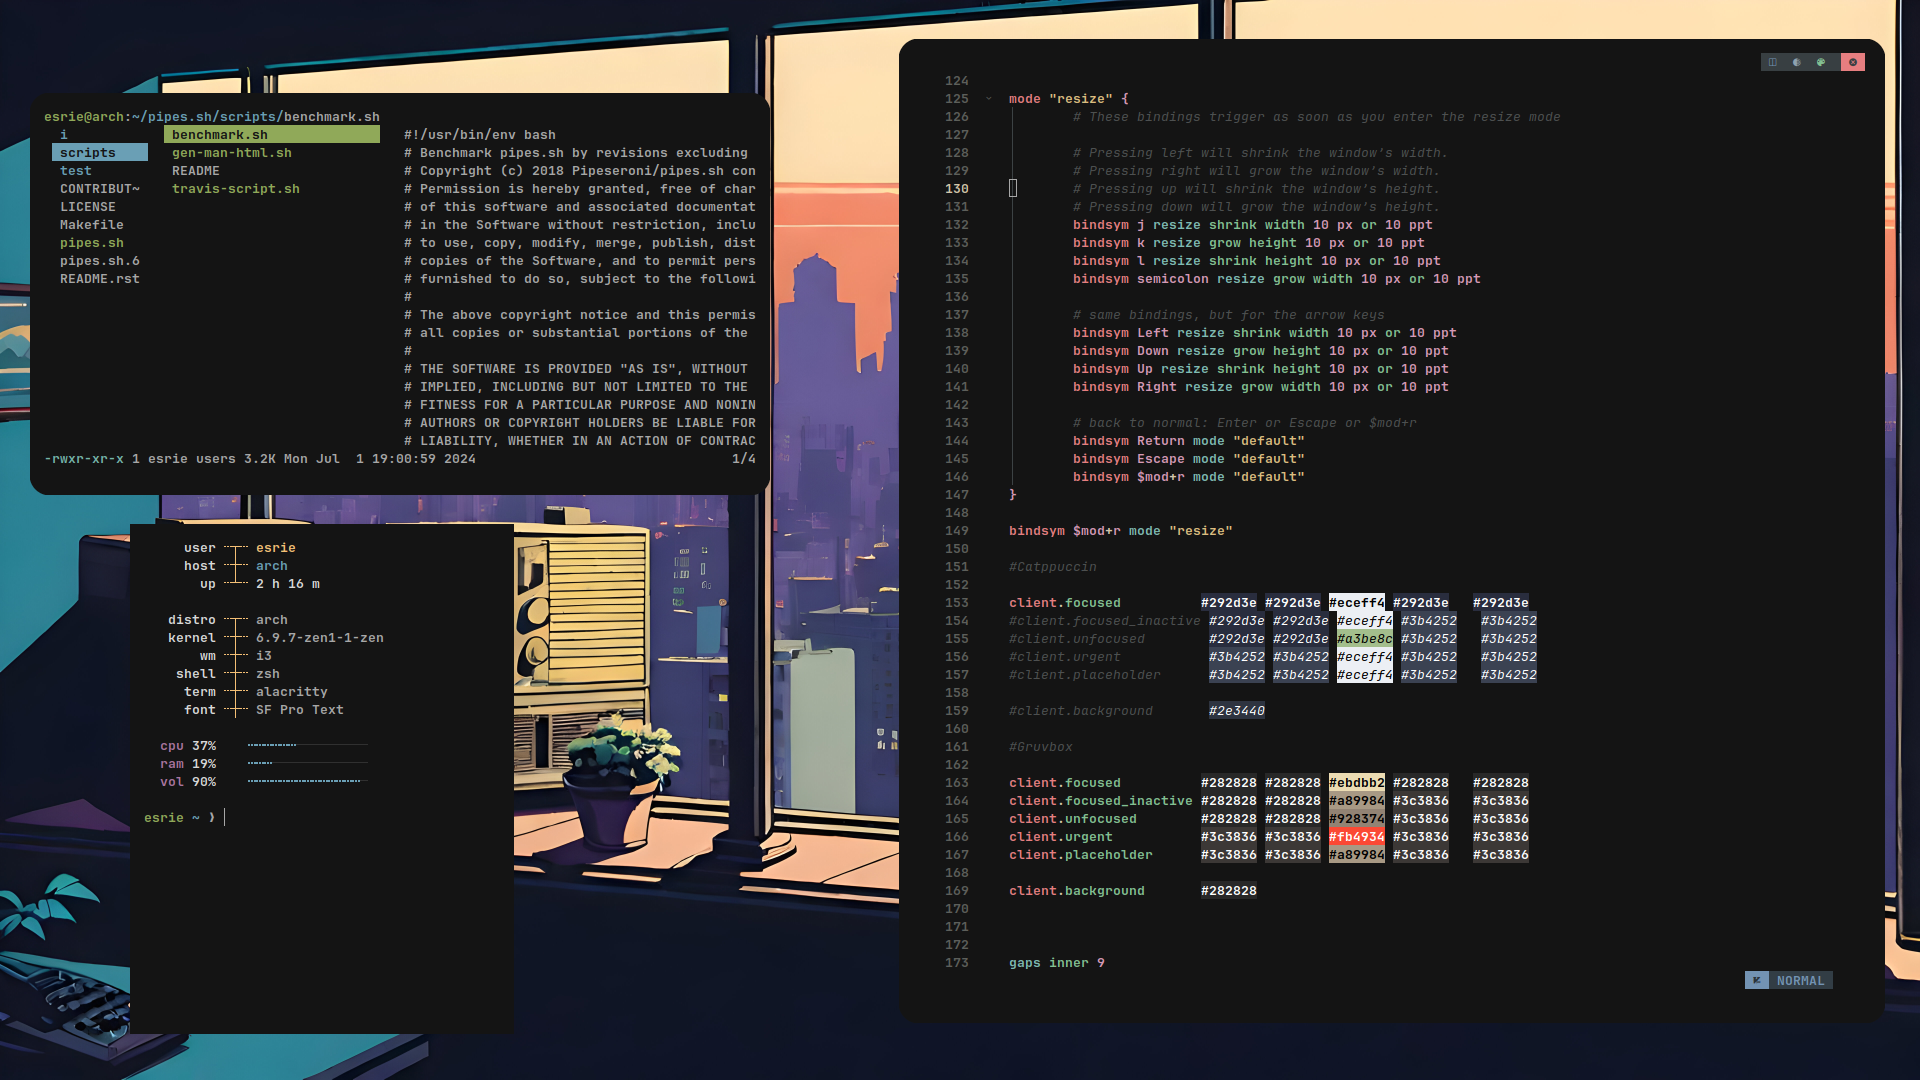 esrie@arch:~/pipes.sh/scripts/benchmark.sh
i
scripts
test
CONTRIBUT~
LICENSE
Makefile
pipes.sh
pipes.sh.6
README.rst
benchmark.sh
gen-man-html.sh
README
travis-script.sh
#!/usr/bin/env bash
# Benchmark pipes.sh by revisions excluding
# Copyright (c) 2018 Pipeseroni/pipes.sh con
# Permission is hereby granted, free of char
# of this software and associated documentat
# in the Software without restriction, inclu
# to use, copy, modify, merge, publish, dist
# copies of the Software, and to permit pers
# furnished to do so, subject to the followi
#
# The above copyright notice and this permis
# all copies or substantial portions of the
#
# THE SOFTWARE IS PROVIDED "AS IS", WITHOUT
# IMPLIED, INCLUDING BUT NOT LIMITED TO THE
# FITNESS FOR A PARTICULAR PURPOSE AND NONIN
# AUTHORS OR COPYRIGHT HOLDERS BE LIABLE FOR
# LIABILITY, WHETHER IN AN ACTION OF CONTRAC
-rwxr-xr-x 1 esrie users 3.2K Mon Jul  1 19:00:59 2024 1/4
user esrie
host arch
up 2 h 16 m
distro arch
kernel 6.9.7-zen1-1-zen
wm i3
shell zsh
term alacritty
font SF Pro Text
cpu 37%
ram 19%
vol 90%
esrie ~ ❯
124
125 mode "resize" {
126 # These bindings trigger as soon as you enter the resize mode
127
128 # Pressing left will shrink the window's width.
129 # Pressing right will grow the window's width.
130 # Pressing up will shrink the window's height.
131 # Pressing down will grow the window's height.
132 bindsym j resize shrink width 10 px or 10 ppt
133 bindsym k resize grow height 10 px or 10 ppt
134 bindsym l resize shrink height 10 px or 10 ppt
135 bindsym semicolon resize grow width 10 px or 10 ppt
136
137 # same bindings, but for the arrow keys
138 bindsym Left resize shrink width 10 px or 10 ppt
139 bindsym Down resize grow height 10 px or 10 ppt
140 bindsym Up resize shrink height 10 px or 10 ppt
141 bindsym Right resize grow width 10 px or 10 ppt
142
143 # back to normal: Enter or Escape or $mod+r
144 bindsym Return mode "default"
145 bindsym Escape mode "default"
146 bindsym $mod+r mode "default"
147 }
148
149 bindsym $mod+r mode "resize"
150
151 #Catppuccin
152
153 client.focused #292d3e #292d3e #eceff4 #292d3e #292d3e
154 #client.focused_inactive #292d3e #292d3e #eceff4 #3b4252 #3b4252
155 #client.unfocused #292d3e #292d3e #a3be8c #3b4252 #3b4252
156 #client.urgent #3b4252 #3b4252 #eceff4 #3b4252 #3b4252
157 #client.placeholder #3b4252 #3b4252 #eceff4 #3b4252 #3b4252
158
159 #client.background #2e3440
160
161 #Gruvbox
162
163 client.focused #282828 #282828 #ebdbb2 #282828 #282828
164 client.focused_inactive #282828 #282828 #a89984 #3c3836 #3c3836
165 client.unfocused #282828 #282828 #928374 #3c3836 #3c3836
166 client.urgent #3c3836 #3c3836 #fb4934 #3c3836 #3c3836
167 client.placeholder #3c3836 #3c3836 #a89984 #3c3836 #3c3836
168
169 client.background #282828
170
171
172
173 gaps inner 9
NORMAL